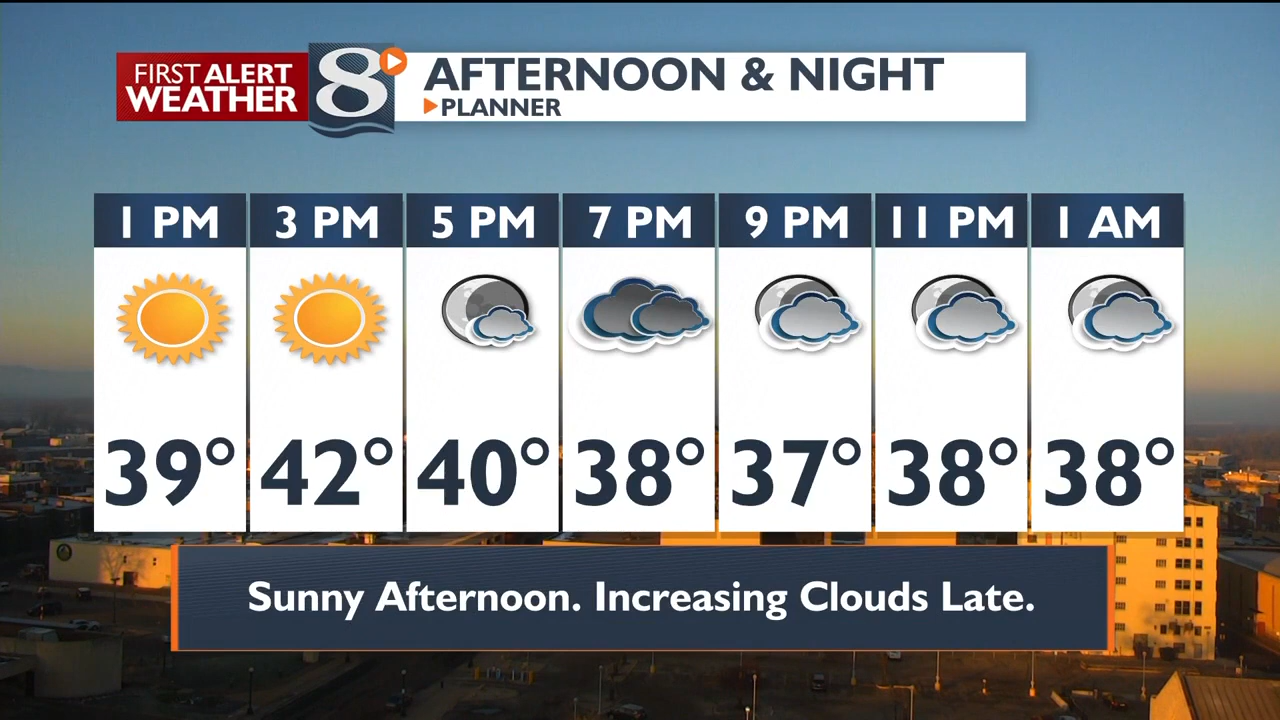 FIRST ALERT
WEATHER
8
AFTERNOON & NIGHT
PLANNER
1 PM 3 PM 5 PM 7 PM 9 PM 11 PM 1 AM
39° 42° 40° 38° 37° 38° 38°
Sunny Afternoon. Increasing Clouds Late.